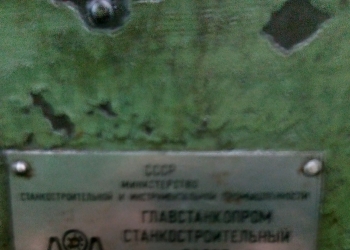 СССР
МИНИСТЕРСТВО
СТАНКОСТРОИТЕЛЬНОЙ И ИНСТРУМЕНТАЛЬНОЙ ПРОМЫШЛЕННОСТИ
ГЛАВСТАНКОПРОМ
СТАНКОСТРОИТЕЛЬНЫЙ